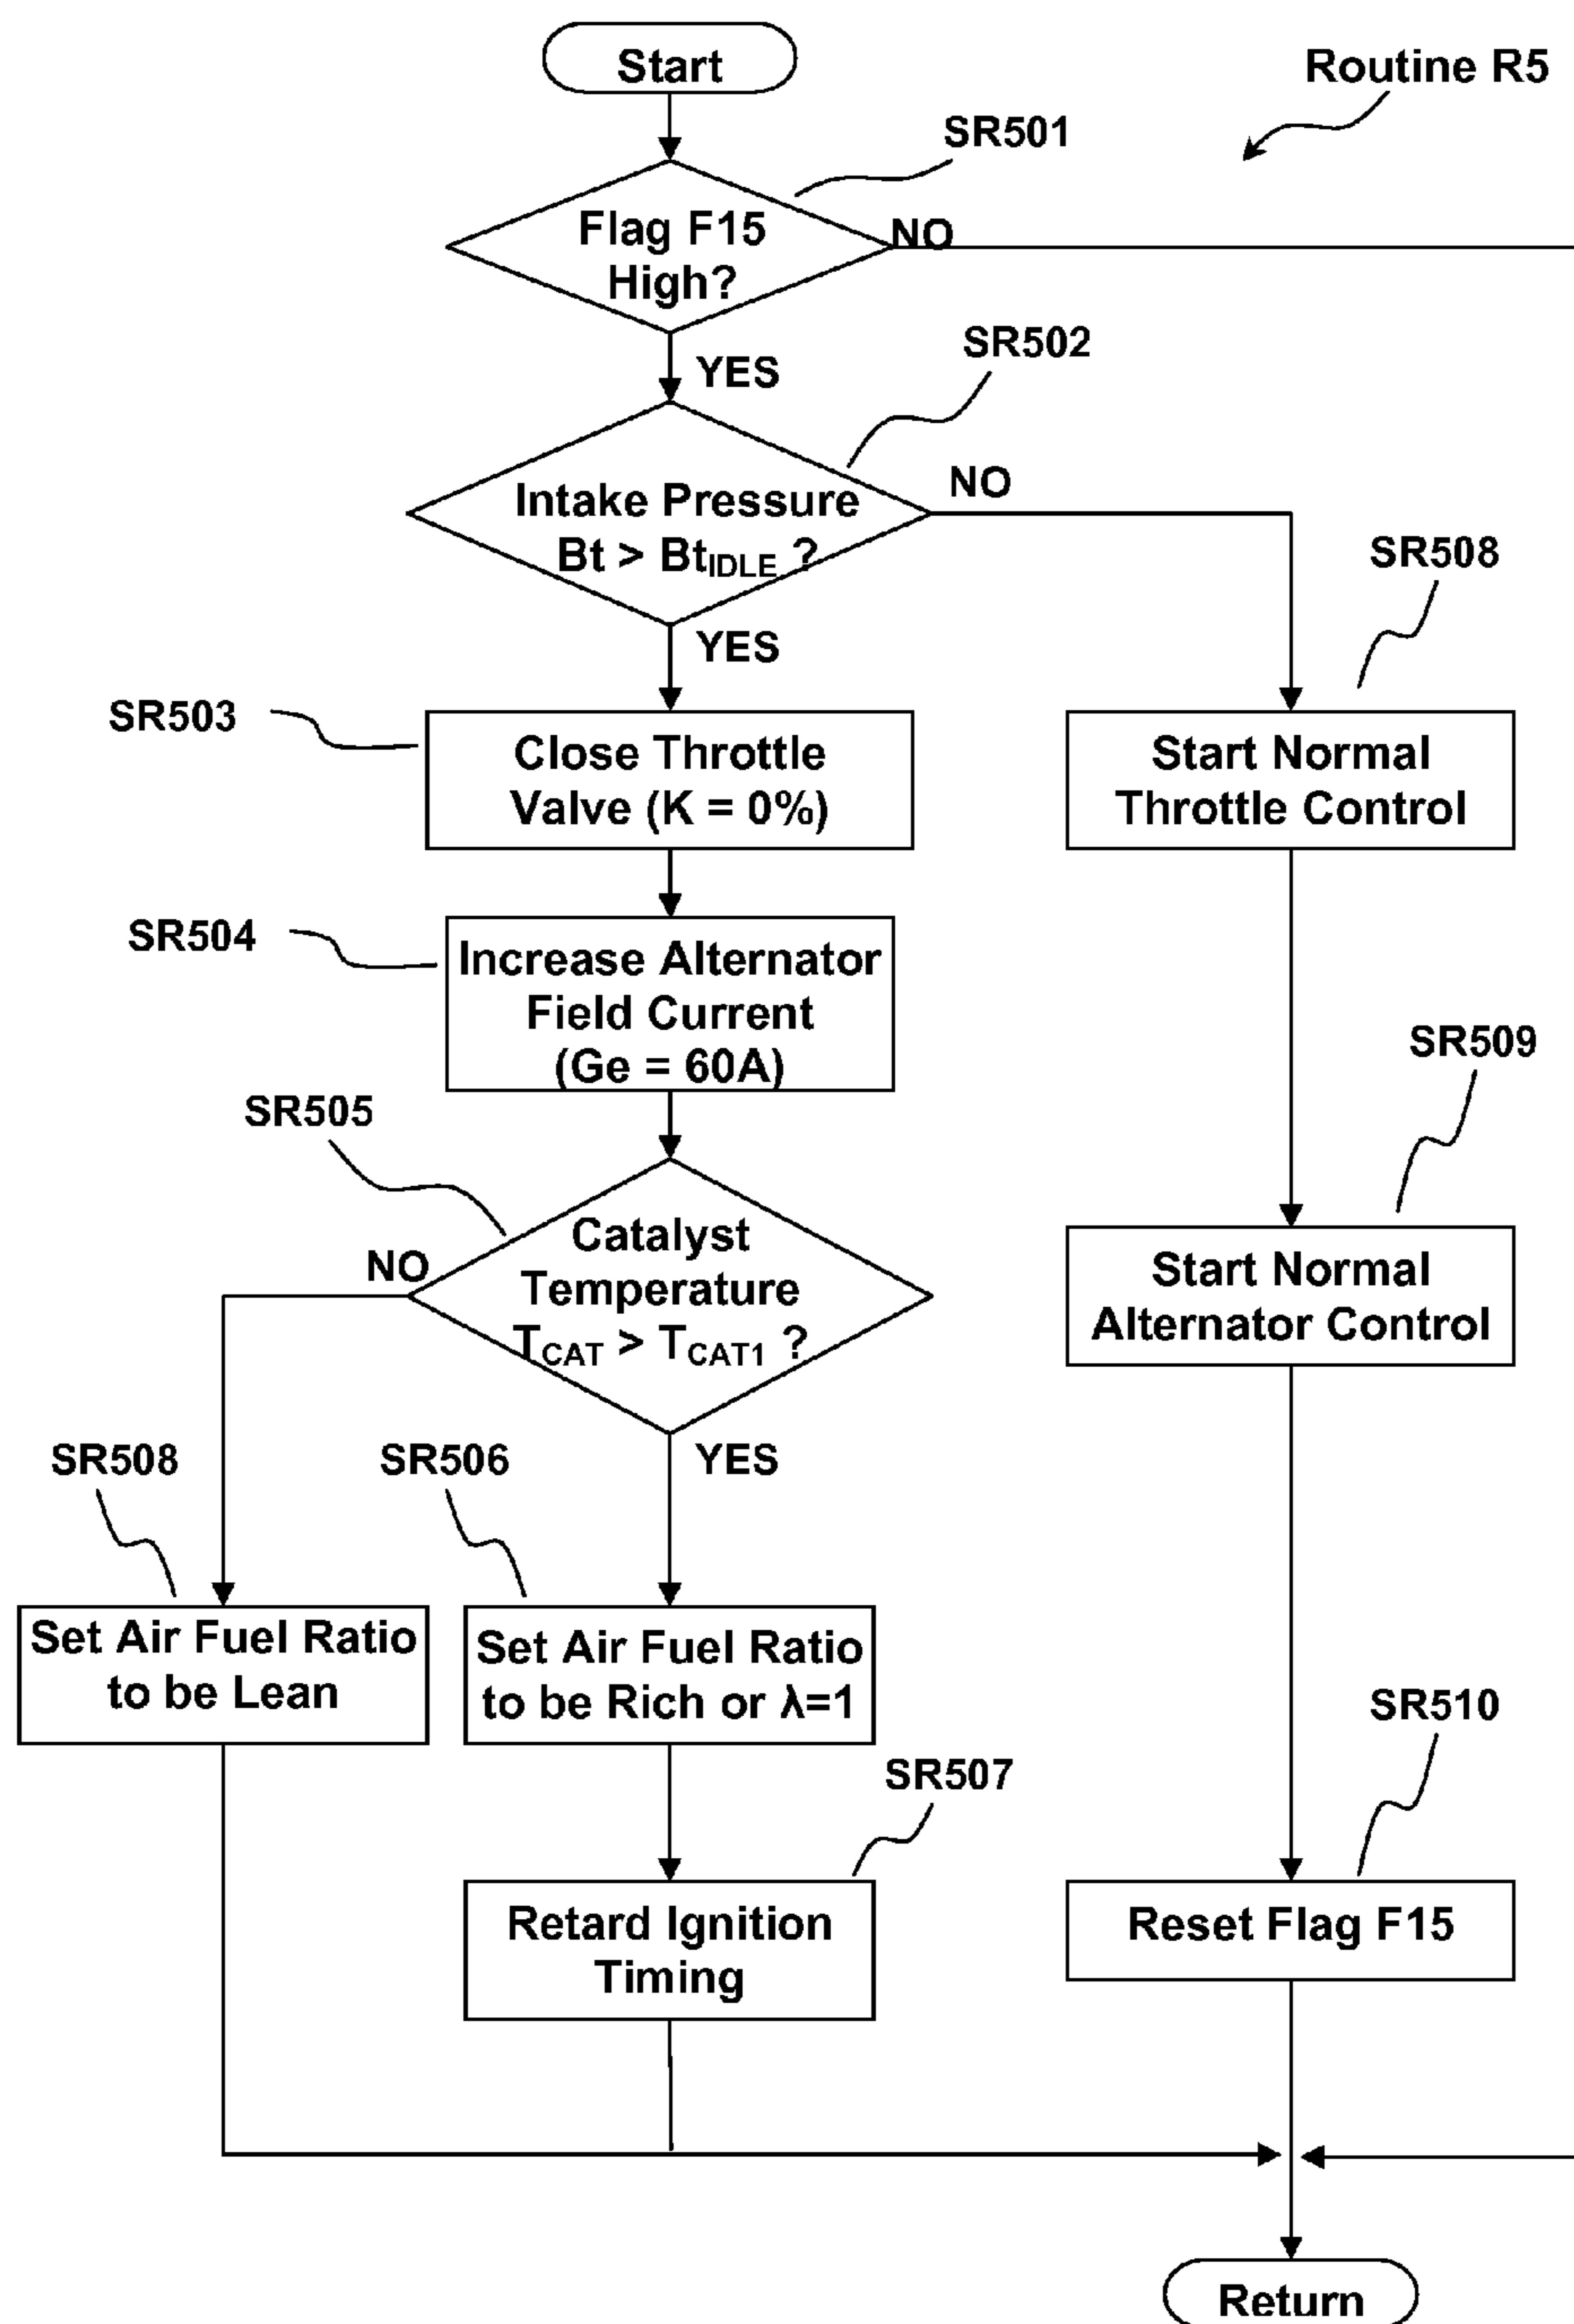 Start
Routine R5
SR501
Flag F15
High?
NO
YES
SR502
Intake Pressure
Bt > BtIDLE ?
NO
YES
SR508
SR503
Close Throttle
Valve (K = 0%)
Start Normal
Throttle Control
SR504
Increase Alternator
Field Current
(Ge = 60A)
SR509
SR505
Catalyst
Temperature
TCAT > TCAT1 ?
NO
YES
Start Normal
Alternator Control
SR508
SR506
Set Air Fuel Ratio
to be Lean
Set Air Fuel Ratio
to be Rich or λ=1
SR510
SR507
Retard Ignition
Timing
Reset Flag F15
Return